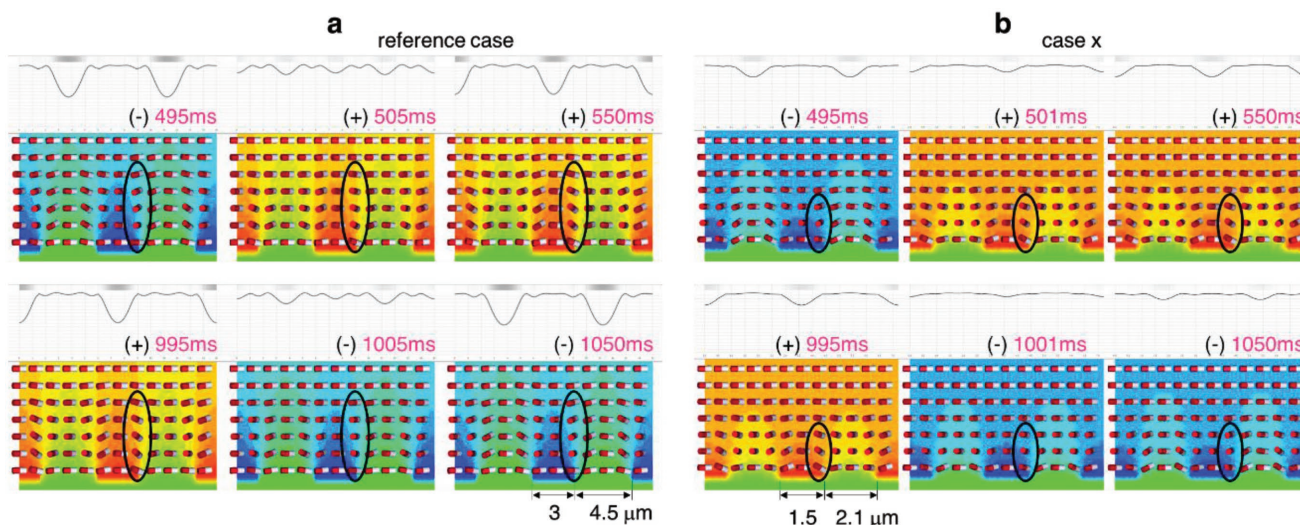 a
reference case
(-) 495ms
(+) 505ms
(+) 550ms
(+) 995ms
(-) 1005ms
(-) 1050ms
3
4.5 μm
b
case x
(-) 495ms
(+) 501ms
(+) 550ms
(+) 995ms
(-) 1001ms
(-) 1050ms
1.5
2.1 μm